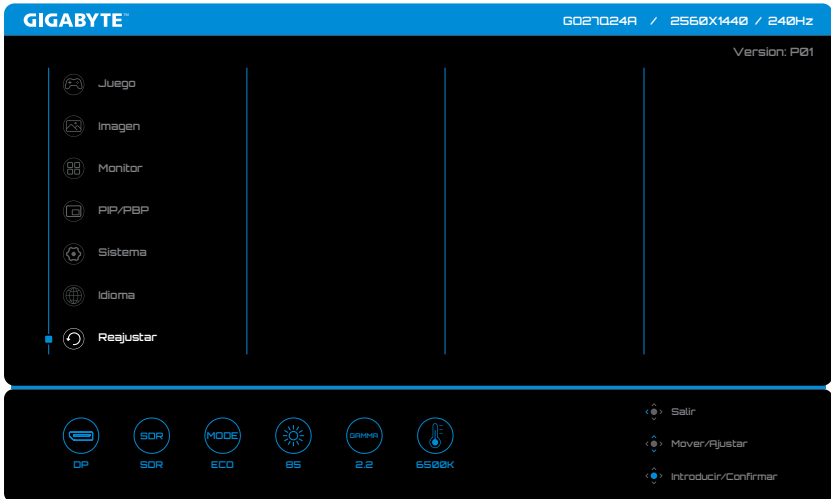 GIGABYTE™ GO27Q24A / 2560X1440 / 240Hz
Version: P01
Juego
Imagen
Monitor
PIP/PBP
Sistema
Idioma
Reajustar
SDR MODE GAMMA
DP SDR ECO 85 2.2 6500K
Salir
Mover/Ajustar
Introducir/Confirmar